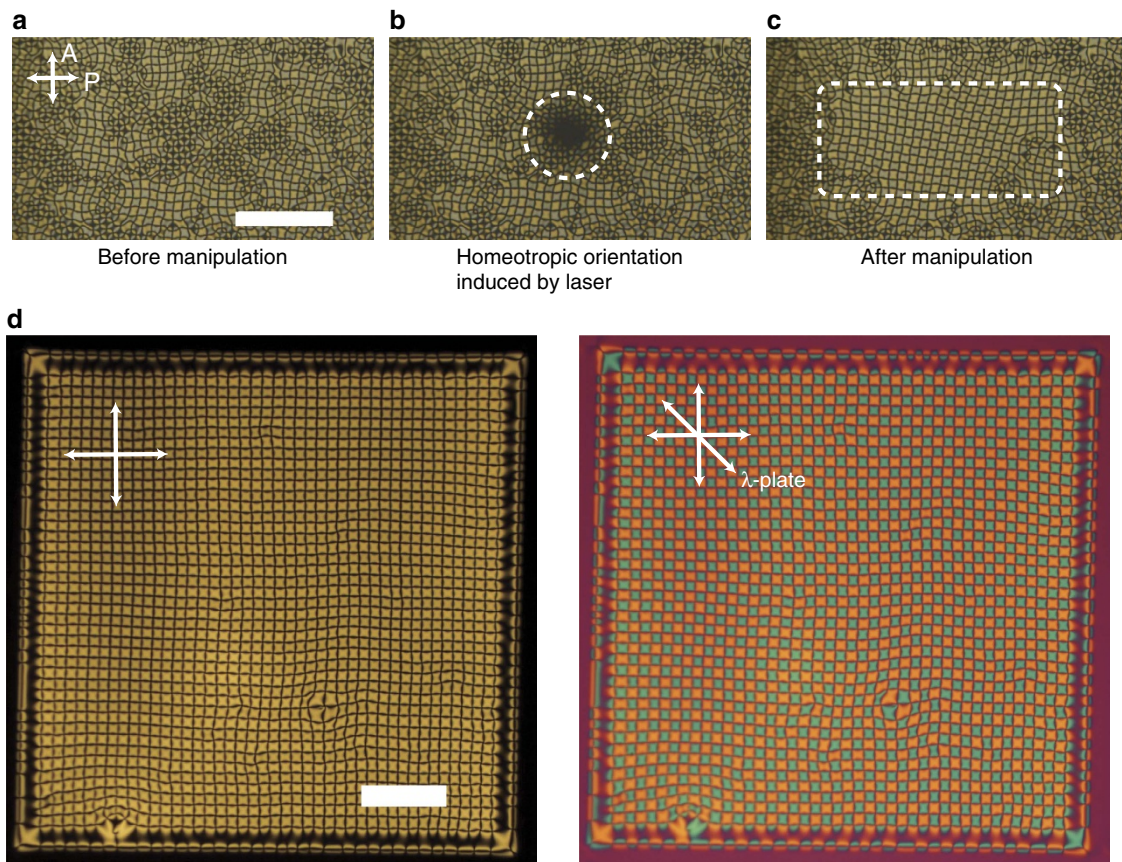 a
b
c
A
P
Before manipulation
Homeotropic orientation
induced by laser
After manipulation
d
λ-plate